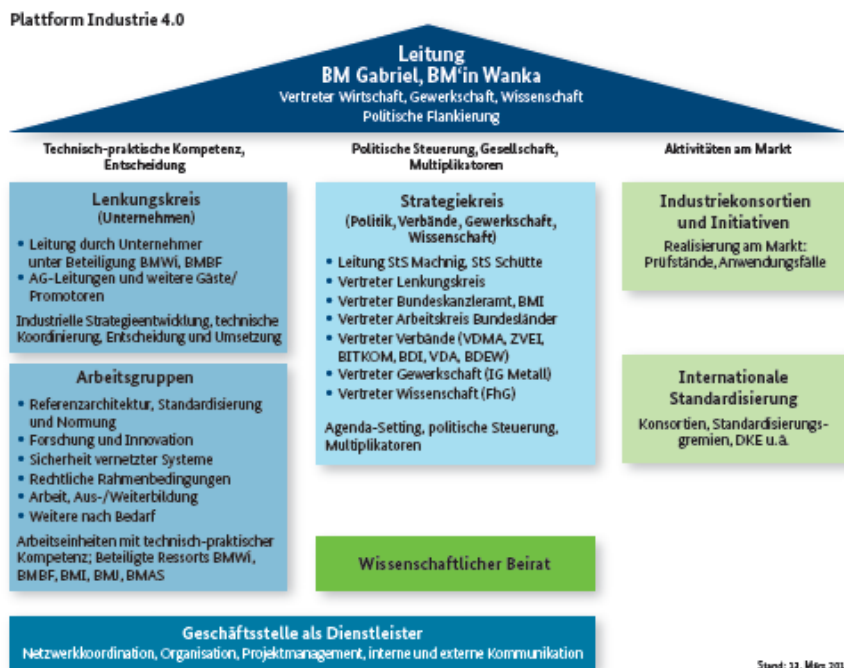 Plattform Industrie 4.0
Leitung
BM Gabriel, BM'in Wanka
Vertreter Wirtschaft, Gewerkschaft, Wissenschaft
Politische Flankierung
Technisch-praktische Kompetenz,
Entscheidung
Lenkungskreis
(Unternehmen)
• Leitung durch Unternehmer
unter Beteiligung BMWi, BMBF
• AG-Leitungen und weitere Gäste/
Promotoren
Industrielle Strategieentwicklung, technische
Koordinierung, Entscheidung und Umsetzung
Arbeitsgruppen
• Referenzarchitektur, Standardisierung
und Normung
• Forschung und Innovation
• Sicherheit vernetzter Systeme
• Rechtliche Rahmenbedingungen
• Arbeit, Aus-/Weiterbildung
• Weitere nach Bedarf
Arbeitseinheiten mit technisch-praktischer
Kompetenz; Beteiligte Ressorts BMWi,
BMBF, BMI, BMJ, BMAS
Politische Steuerung, Gesellschaft,
Multiplikatoren
Strategiekreis
(Politik, Verbände, Gewerkschaft,
Wissenschaft)
• Leitung StS Machnig, StS Schütte
• Vertreter Lenkungskreis
• Vertreter Bundeskanzleramt, BMI
• Vertreter Arbeitskreis Bundesländer
• Vertreter Verbände (VDMA, ZVEI,
BITKOM, BDI, VDA, BDEW)
• Vertreter Gewerkschaft (IG Metall)
• Vertreter Wissenschaft (FhG)
Agenda-Setting, politische Steuerung,
Multiplikatoren
Wissenschaftlicher Beirat
Aktivitäten am Markt
Industriekonsortien
und Initiativen
Realisierung am Markt:
Prüfstände, Anwendungsfälle
Internationale
Standardisierung
Konsortien, Standardisierungs-
gremien, DKE u.ä.
Geschäftsstelle als Dienstleister
Netzwerkkoordination, Organisation, Projektmanagement, interne und externe Kommunikation
Stand: März